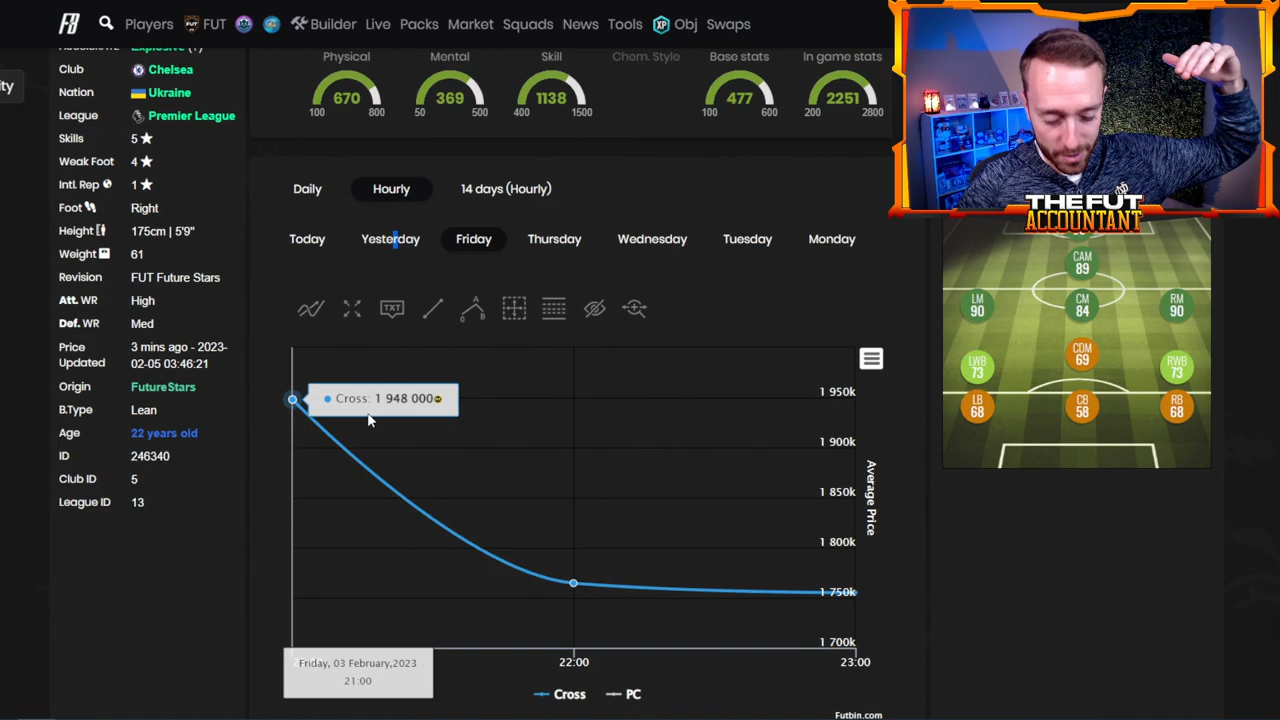 F8 Players FUT Builder Live Packs Market Squads News Tools XP Obj Swaps
ity
Explosive
Club Chelsea
Nation Ukraine
League Premier League
Skills 5
Weak Foot 4
Intl. Rep 1
Foot Right
Height 175cm | 5'9"
Weight 61
Revision FUT Future Stars
Att. WR High
Def. WR Med
Price Updated 3 mins ago - 2023-
02-05 03:46:21
Origin FutureStars
B.Type Lean
Age 22 years old
ID 246340
Club ID 5
League ID 13
Physical Mental Skill Chem. Style Base stats In game stats
670 369 1138 477 2251
100 800 50 500 400 1500 100 600 200 2800
Daily Hourly 14 days (Hourly)
Today Yesterday Friday Thursday Wednesday Tuesday Monday
TXT A B
Cross: 1 948 000
1 950k
1 900k
1 850k
1 800k
1 750k
1 700k
Average Price
Friday, 03 February,2023
21:00
22:00 23:00
Cross PC
Futbin.com
THE FUT
ACCOUNTANT
CAM
89
LM
90
CM
84
RM
90
CDM
69
LWB
73
RWB
73
LB
68
CB
58
RB
68